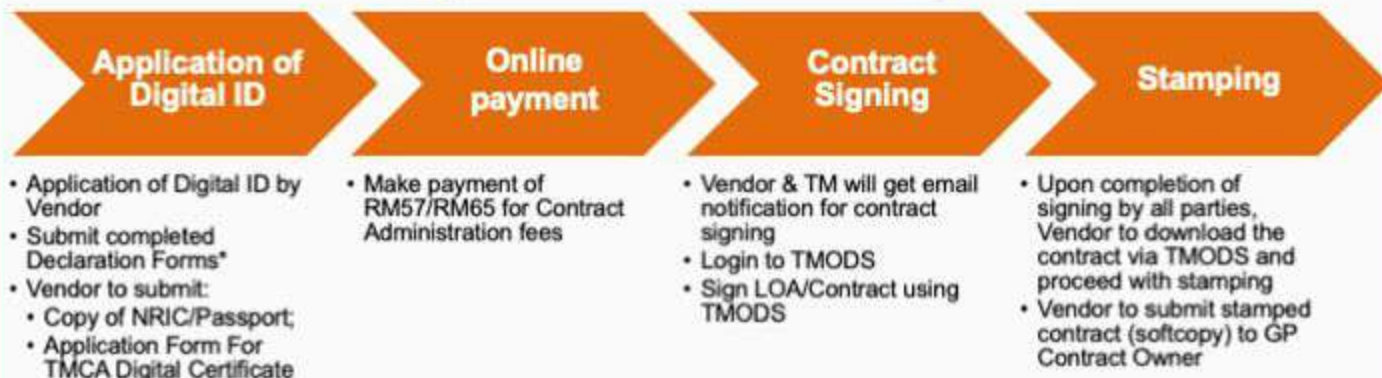 Application of
Digital ID
Online
payment
Contract
Signing
Stamping
• Application of Digital ID by
Vendor
• Submit completed
Declaration Forms*
• Vendor to submit:
• Copy of NRIC/Passport;
• Application Form For
TMCA Digital Certificate
• Make payment of
RM57/RM65 for Contract
Administration fees
• Vendor & TM will get email
notification for contract
signing
• Login to TMODS
• Sign LOA/Contract using
TMODS
• Upon completion of
signing by all parties,
Vendor to download the
contract via TMODS and
proceed with stamping
• Vendor to submit stamped
contract (softcopy) to GP
Contract Owner